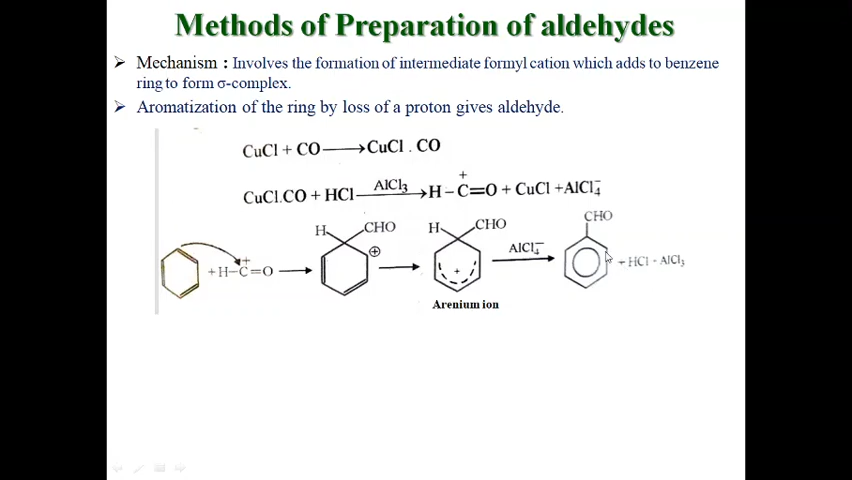 Methods of Preparation of aldehydes
➢ Mechanism : Involves the formation of intermediate formyl cation which adds to benzene
ring to form σ-complex.
➢ Aromatization of the ring by loss of a proton gives aldehyde.
CuCl + CO ⟶ CuCl . CO
CuCl.CO + HCl —AlCl₃→ H – C⁺=O + CuCl +AlCl₄⁻
+ H–C⁺=O ⟶ H CHO ⊕ ⟶ H CHO + AlCl₄⁻ ⟶ CHO + HCl + AlCl₃
Arenium ion